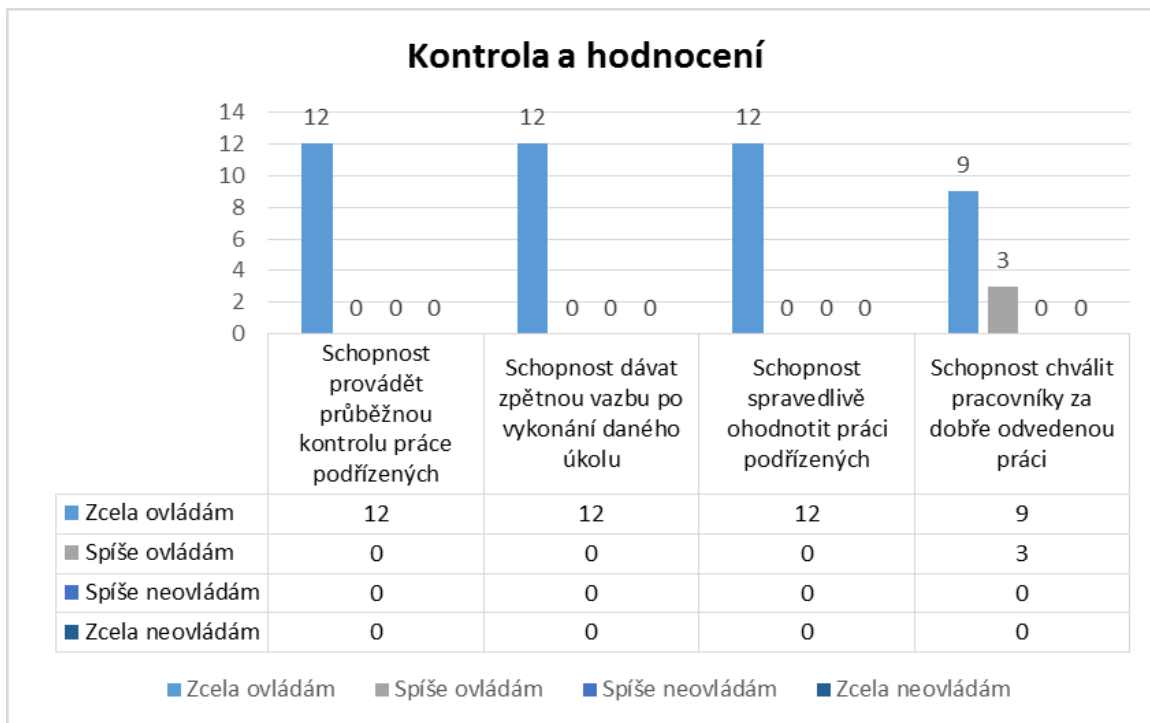 Kontrola a hodnocení
14
12
10
8
6
4
2
0
12 0 0 0
12 0 0 0
12 0 0 0
9 3 0 0
Schopnost
provádět
průběžnou
kontrolu práce
podřízených
Schopnost dávat
zpětnou vazbu po
vykonání daného
úkolu
Schopnost
spravedlivě
ohodnotit práci
podřízených
Schopnost chválit
pracovníky za
dobře odvedenou
práci
Zcela ovládám 12 12 12 9
Spíše ovládám 0 0 0 3
Spíše neovládám 0 0 0 0
Zcela neovládám 0 0 0 0
Zcela ovládám Spíše ovládám Spíše neovládám Zcela neovládám